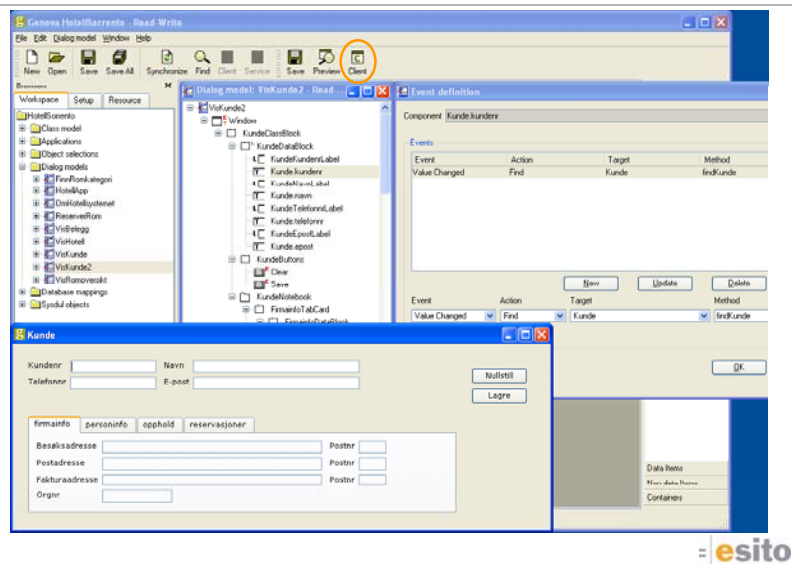 Genova HotellSorrento - Read-Write
File Edit Dialog model Window Help
New Open Save Save All Synchronize Find Client Service Save Preview Client
Browsers
Workspace Setup Resource
HotellSorrento
Class model
Applications
Object selections
Dialog models
FinnRomkategori
HotellApp
OmHotellsystemet
ReserverRom
VisBelegg
VisHotell
VisKunde
VisKunde2
VisRomoversikt
Database mappings
Sysdul objects
Dialog model: VisKunde2 - Read-...
VisKunde2
Window
KundeClassBlock
KundeDataBlock
KundeKundenrLabel
Kunde.kundenr
KundeNavnLabel
Kunde.navn
KundeTelefonnrLabel
Kunde.telefonnr
KundeEpostLabel
Kunde.epost
KundeButtons
Clear
Save
KundeNotebook
FirmainfoTabCard
FirmainfoDataBlock
Event definition
Component Kunde.kundenr
Events
Event Action Target Method
Value Changed Find Kunde findKunde
New Update Delete
Event Action Target Method
Value Changed Find Kunde findKunde
OK
Kunde
Kundenr Navn
Telefonnr E-post
Nullstill
Lagre
firmainfo personinfo opphold reservasjoner
Besøksadresse Postnr
Postadresse Postnr
Fakturaadresse Postnr
Orgnr
Data Items
Non data Items
Containers
esito